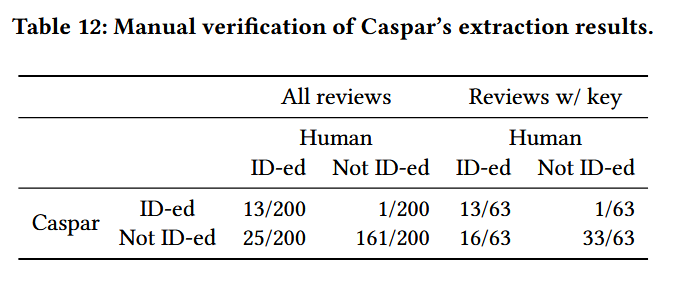 Table 12: Manual verification of Caspar's extraction results.
All reviews Reviews w/ key
Human Human
ID-ed Not ID-ed ID-ed Not ID-ed
Caspar ID-ed 13/200 1/200 13/63 1/63
Not ID-ed 25/200 161/200 16/63 33/63